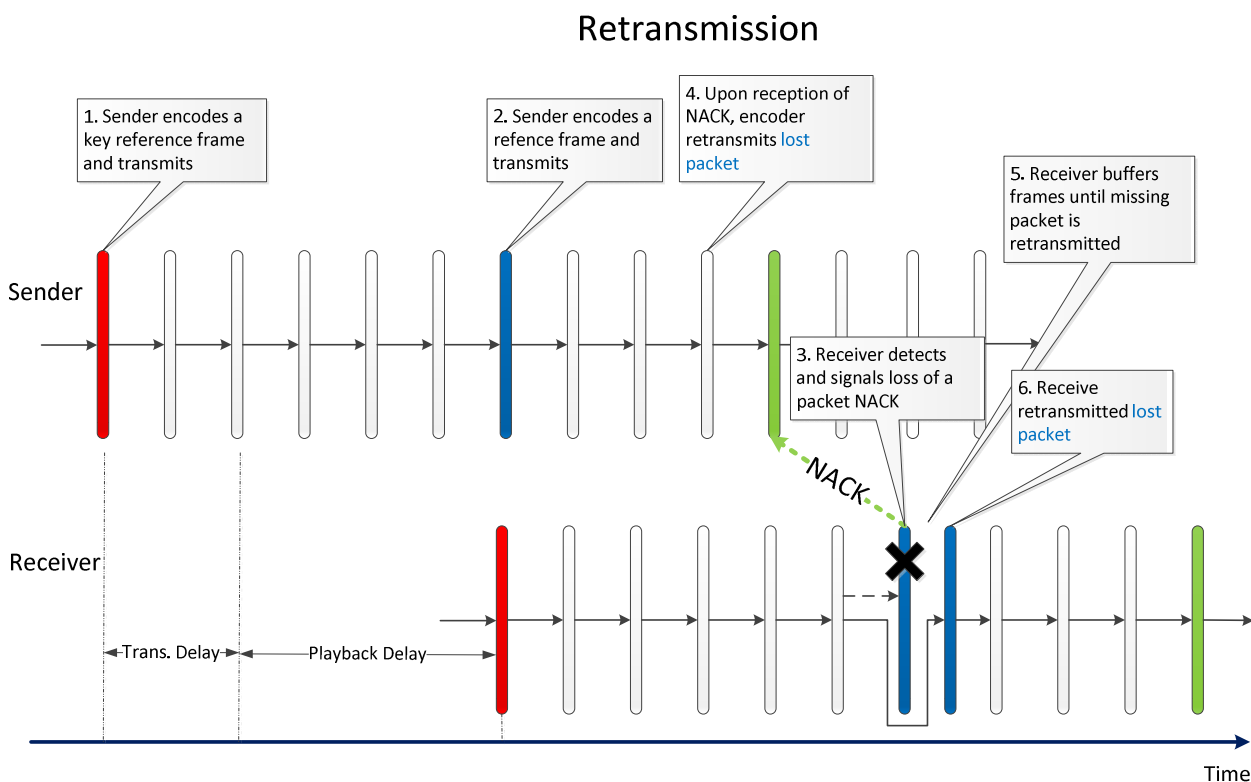 Retransmission
1. Sender encodes a
key reference frame
and transmits
2. Sender encodes a
refence frame and
transmits
4. Upon reception of
NACK, encoder
retransmits lost
packet
5. Receiver buffers
frames until missing
packet is
retransmitted
Sender
3. Receiver detects
and signals loss of a
packet NACK
6. Receive
retransmitted lost
packet
NACK
Receiver
Trans. Delay
Playback Delay
Time